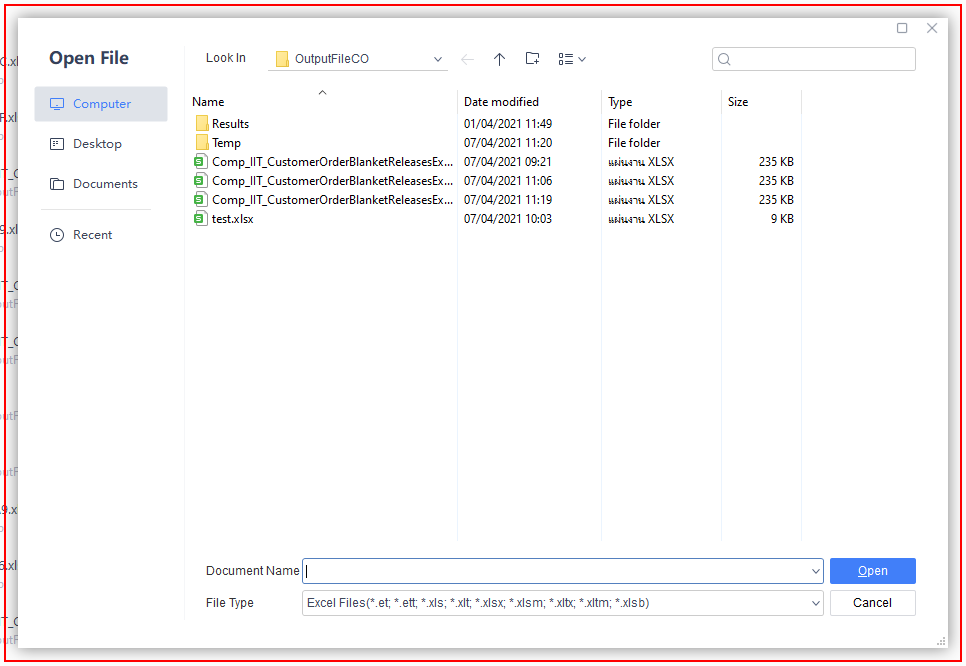 Open File
Look In
OutputFileCO
Computer
Desktop
Documents
Recent
Name Date modified Type Size
Results 01/04/2021 11:49 File folder
Temp 07/04/2021 11:20 File folder
Comp_IIT_CustomerOrderBlanketReleasesEx... 07/04/2021 09:21 แผ่นงาน XLSX 235 KB
Comp_IIT_CustomerOrderBlanketReleasesEx... 07/04/2021 11:06 แผ่นงาน XLSX 235 KB
Comp_IIT_CustomerOrderBlanketReleasesEx... 07/04/2021 11:19 แผ่นงาน XLSX 235 KB
test.xlsx 07/04/2021 10:03 แผ่นงาน XLSX 9 KB
Document Name
Open
File Type Excel Files(*.et; *.ett; *.xls; *.xlt; *.xlsx; *.xlsm; *.xltx; *.xltm; *.xlsb)
Cancel